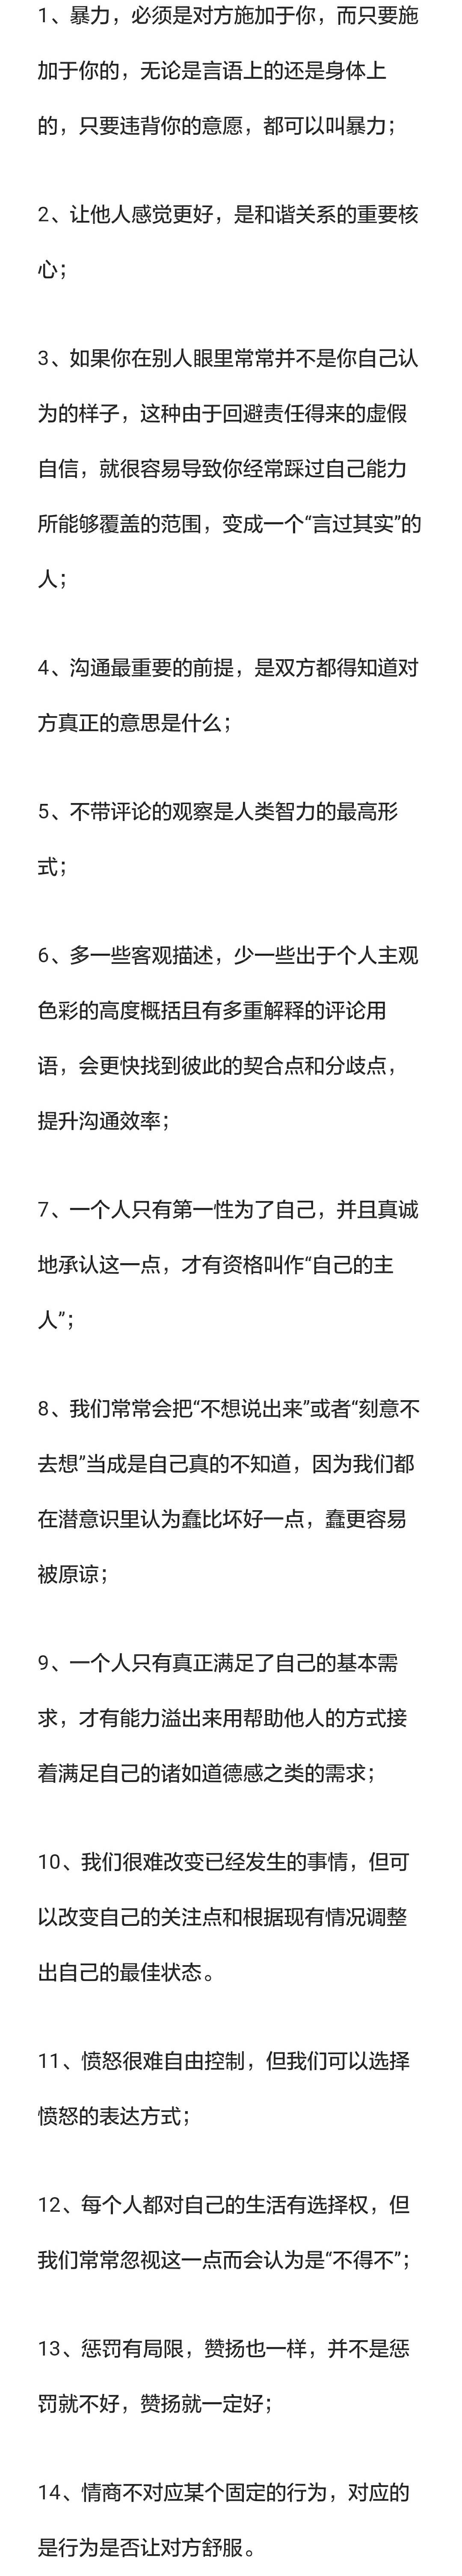 1、暴力，必须是对方施加于你，而只要施
加于你的，无论是言语上的还是身体上
的，只要违背你的意愿，都可以叫暴力；
2、让他人感觉更好，是和谐关系的重要核
心；
3、如果你在别人眼里常常并不是你自己认
为的样子，这种由于回避责任得来的虚假
自信，就很容易导致你经常踩过自己能力
所能够覆盖的范围，变成一个“言过其实”的
人；
4、沟通最重要的前提，是双方都得知道对
方真正的意思是什么；
5、不带评论的观察是人类智力的最高形
式；
6、多一些客观描述，少一些出于个人主观
色彩的高度概括且有多重解释的评论用
语，会更快找到彼此的契合点和分歧点，
提升沟通效率；
7、一个人只有第一性为了自己，并且真诚
地承认这一点，才有资格叫作“自己的主
人”；
8、我们常常会把“不想说出来”或者“刻意不
去想”当成是自己真的不知道，因为我们都
在潜意识里认为蠢比坏好一点，蠢更容易
被原谅；
9、一个人只有真正满足了自己的基本需
求，才有能力溢出来用帮助他人的方式接
着满足自己的诸如道德感之类的需求；
10、我们很难改变已经发生的事情，但可
以改变自己的关注点和根据现有情况调整
出自己的最佳状态。
11、愤怒很难自由控制，但我们可以选择
愤怒的表达方式；
12、每个人都对自己的生活有选择权，但
我们常常忽视这一点而会认为是“不得不”；
13、惩罚有局限，赞扬也一样，并不是惩
罚就不好，赞扬就一定好；
14、情商不对应某个固定的行为，对应的
是行为是否让对方舒服。